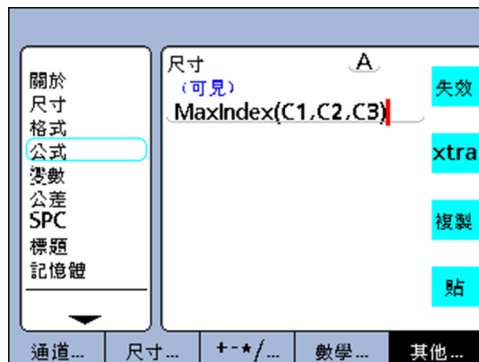 關於
尺寸
格式
公式
變數
公差
SPC
標題
記憶體
尺寸 A
(可見)
MaxIndex(C1,C2,C3)
失效
xtra
複製
貼
通道...
尺寸...
+-*/...
數學...
其他...